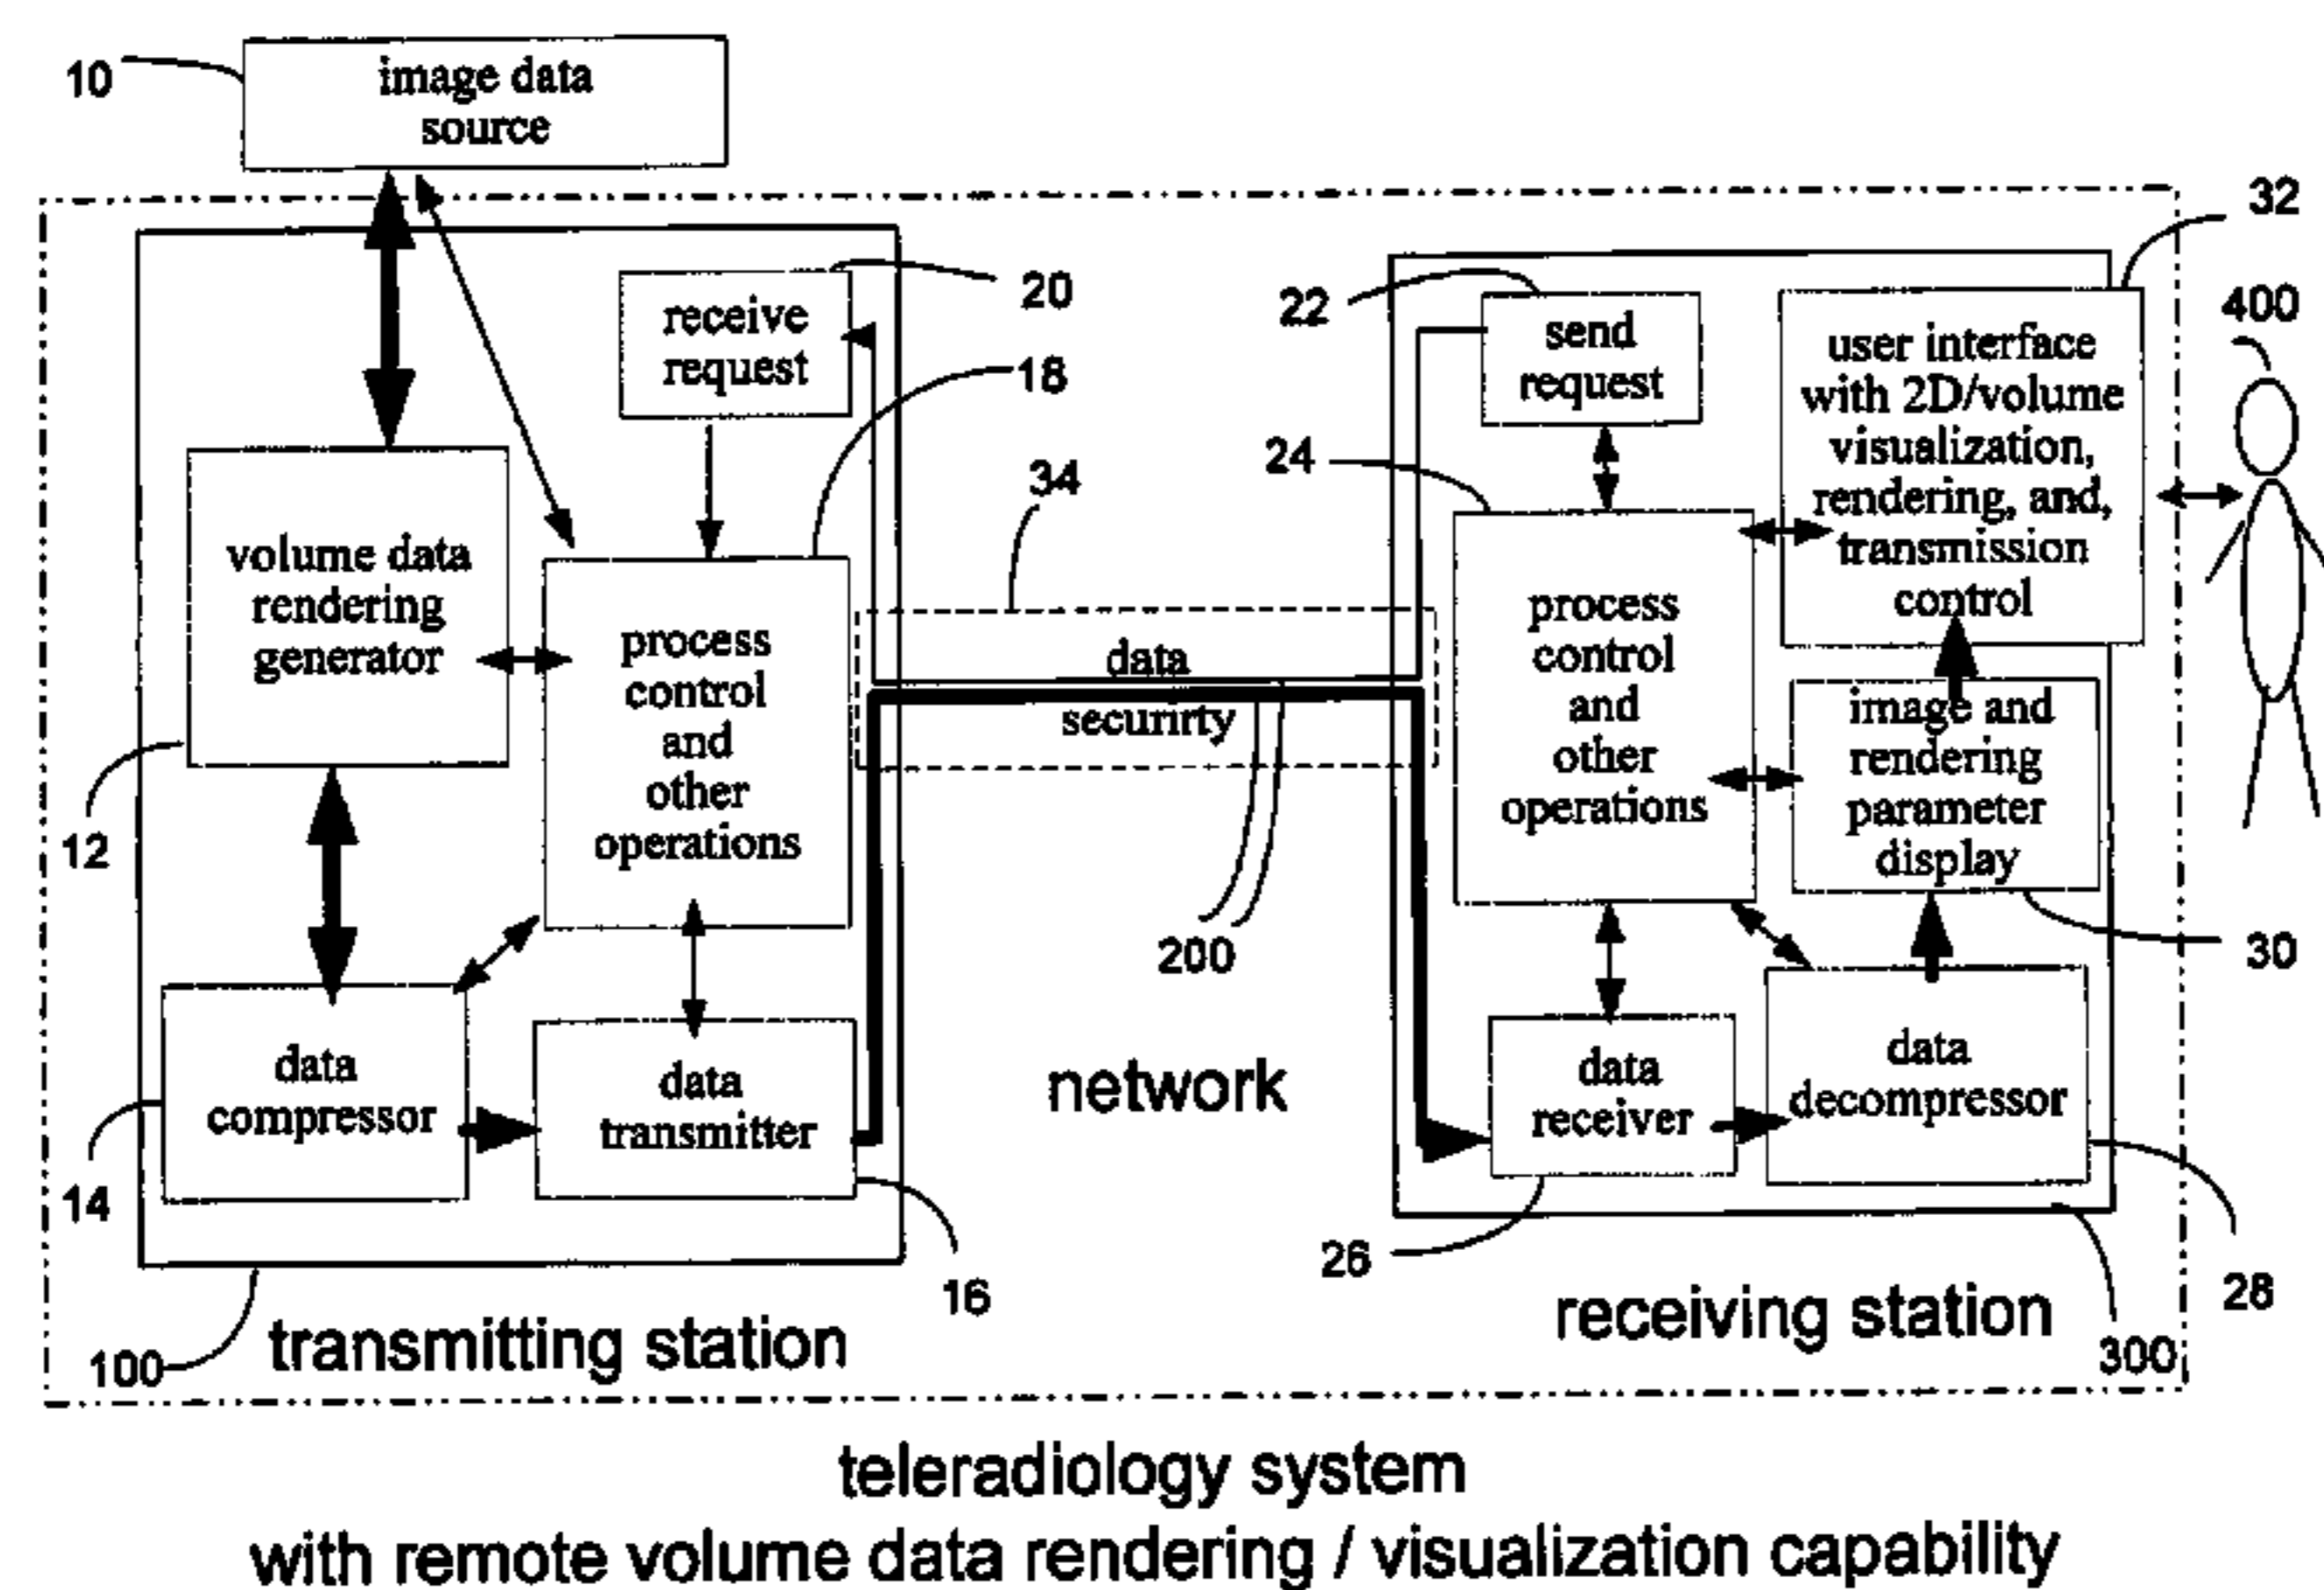 10
image data
source
32
400
20
receive
request
18
22
send
request
user interface
with 2D/volume
visualization,
rendering, and,
transmission
control
24
34
volume data
rendering
generator
process
control
and
other
operations
data
securirty
process
control
and
other
operations
image and
rendering
parameter
display
12
200
30
data
compressor
data
transmitter
network
data
receiver
data
decompressor
14
16
26
28
100
transmitting station
receiving station
300
teleradiology system
with remote volume data rendering / visualization capability